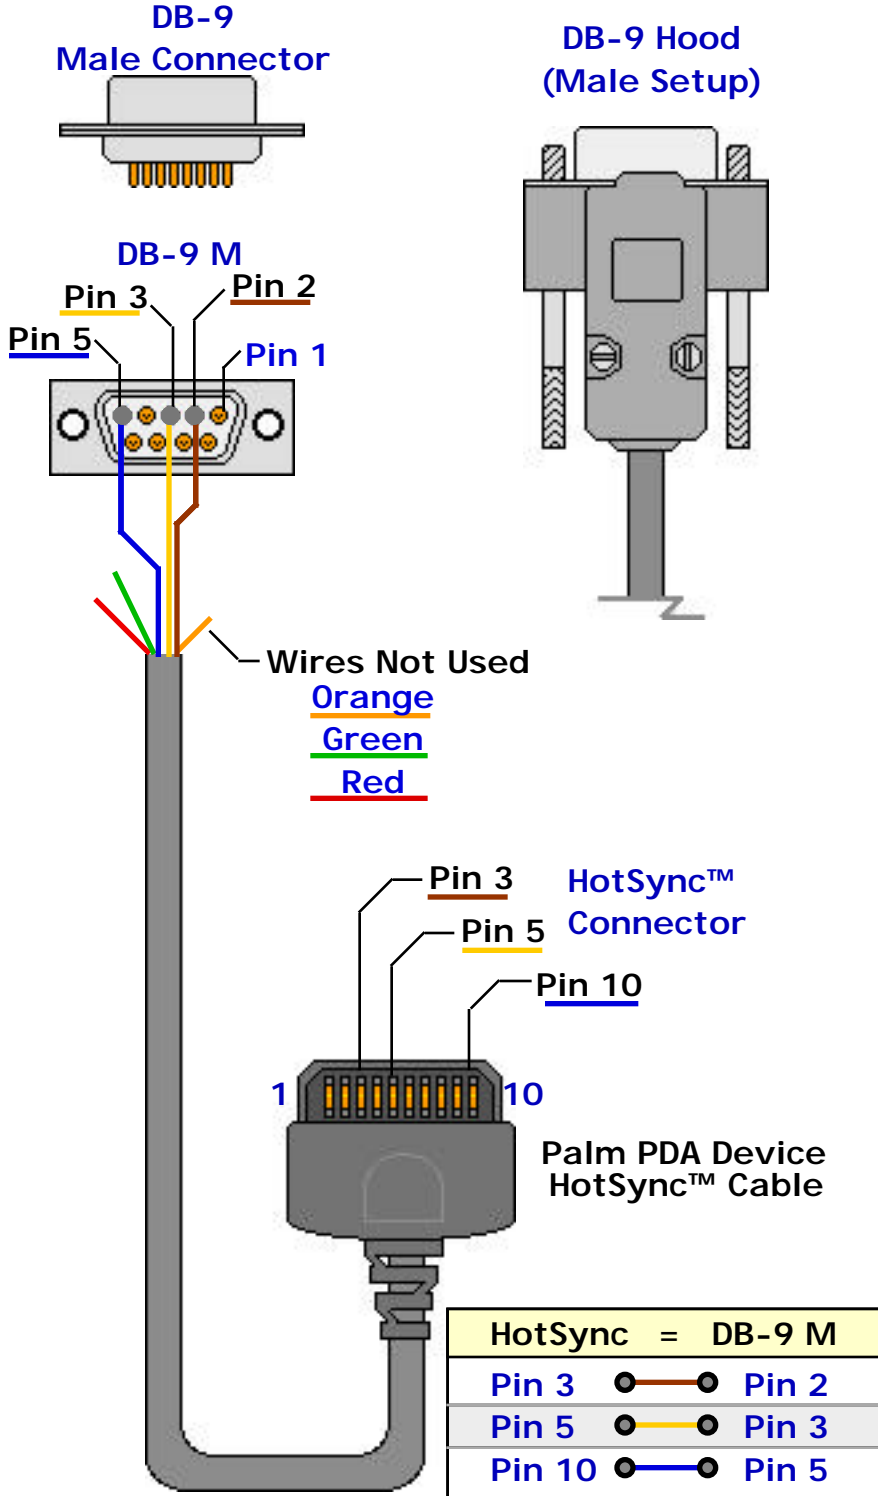 DB-9
Male Connector
DB-9 Hood
(Male Setup)
DB-9 M
Pin 3
Pin 2
Pin 5
Pin 1
Wires Not Used
Orange
Green
Red
Pin 3
HotSync™
Connector
Pin 5
Pin 10
1
10
Palm PDA Device
HotSync™ Cable
HotSync = DB-9 M
Pin 3 Pin 2
Pin 5 Pin 3
Pin 10 Pin 5